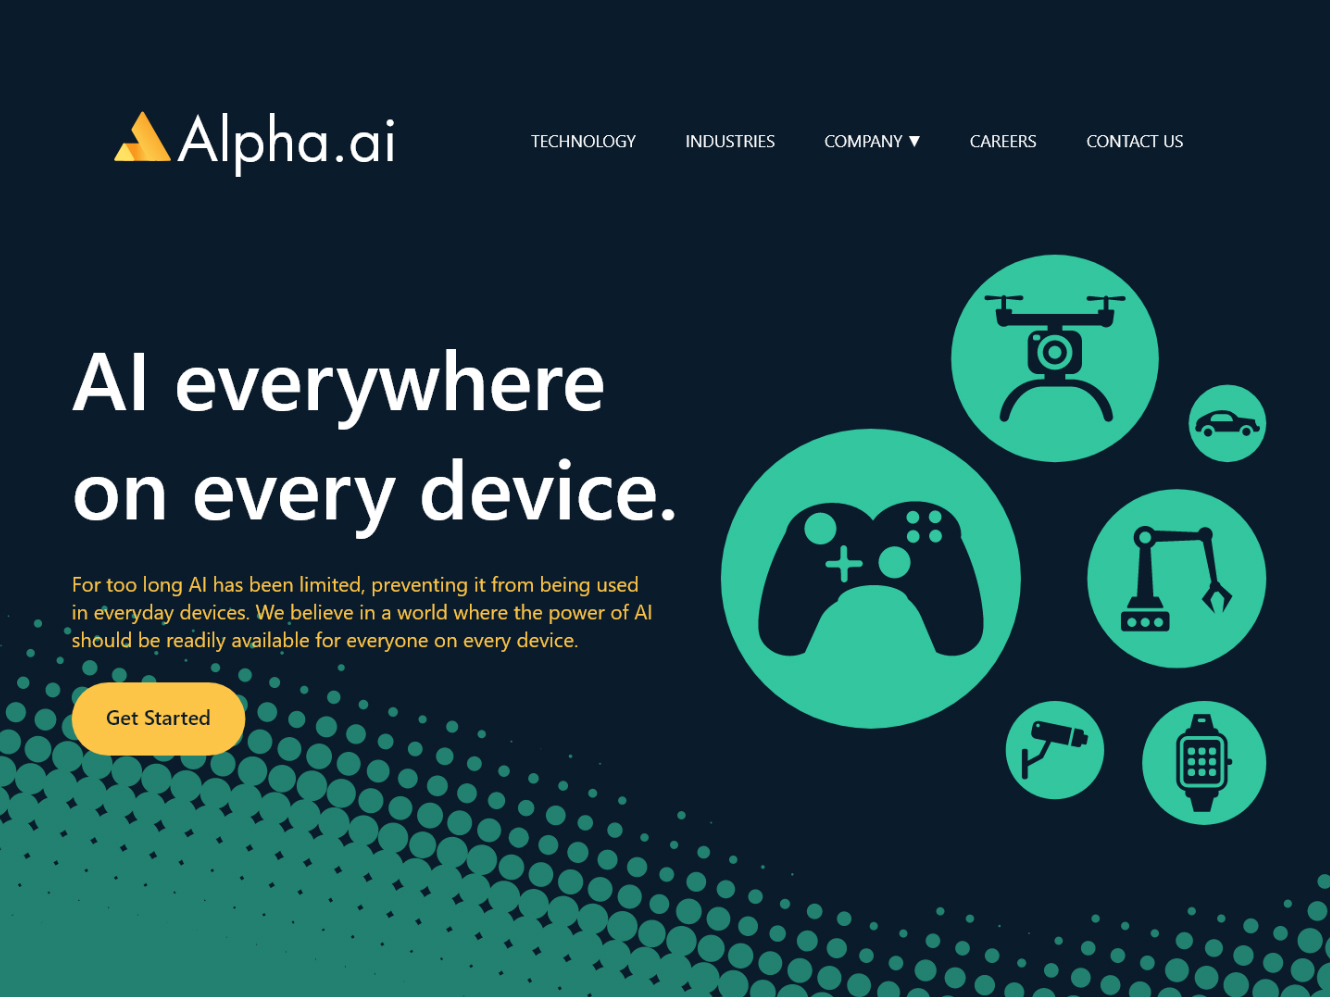 Alpha.ai
TECHNOLOGY INDUSTRIES COMPANY ▼ CAREERS CONTACT US
AI everywhere
on every device.
For too long AI has been limited, preventing it from being used
in everyday devices. We believe in a world where the power of AI
should be readily available for everyone on every device.
Get Started